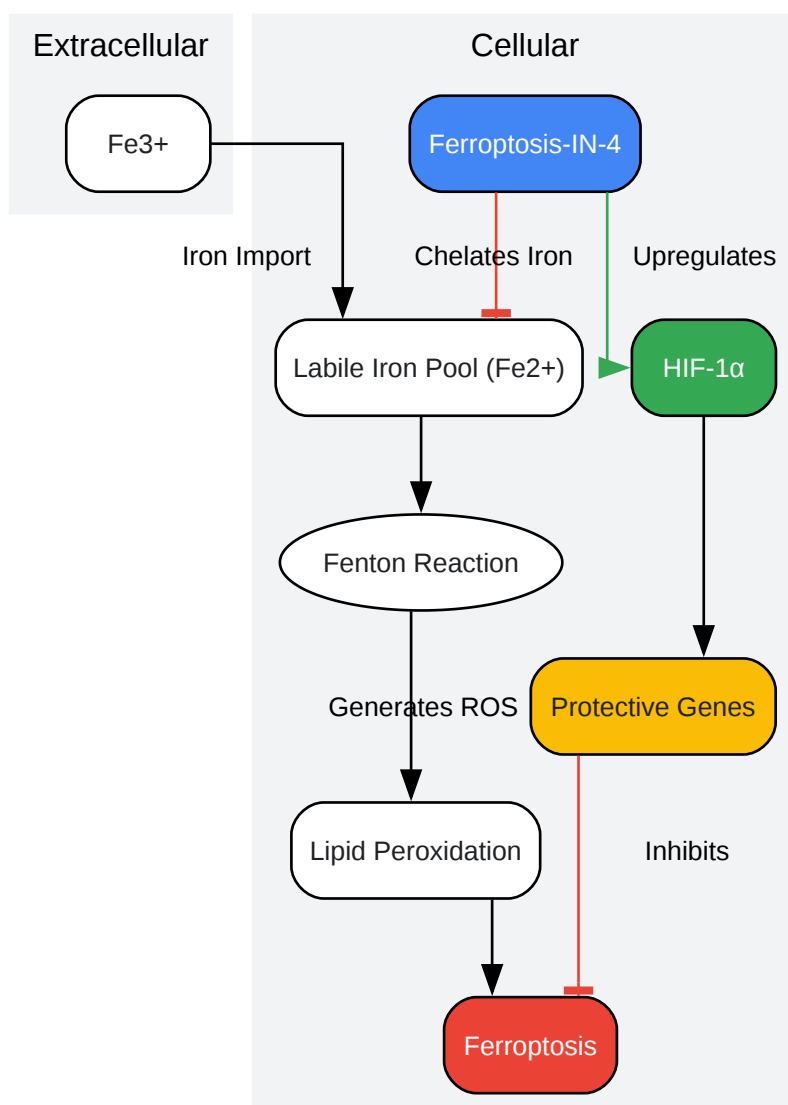 Extracellular
Cellular
Fe3+
Ferroptosis-IN-4
Iron Import
Chelates Iron
Upregulates
Labile Iron Pool (Fe2+)
HIF-1α
Fenton Reaction
Generates ROS
Protective Genes
Lipid Peroxidation
Inhibits
Ferroptosis